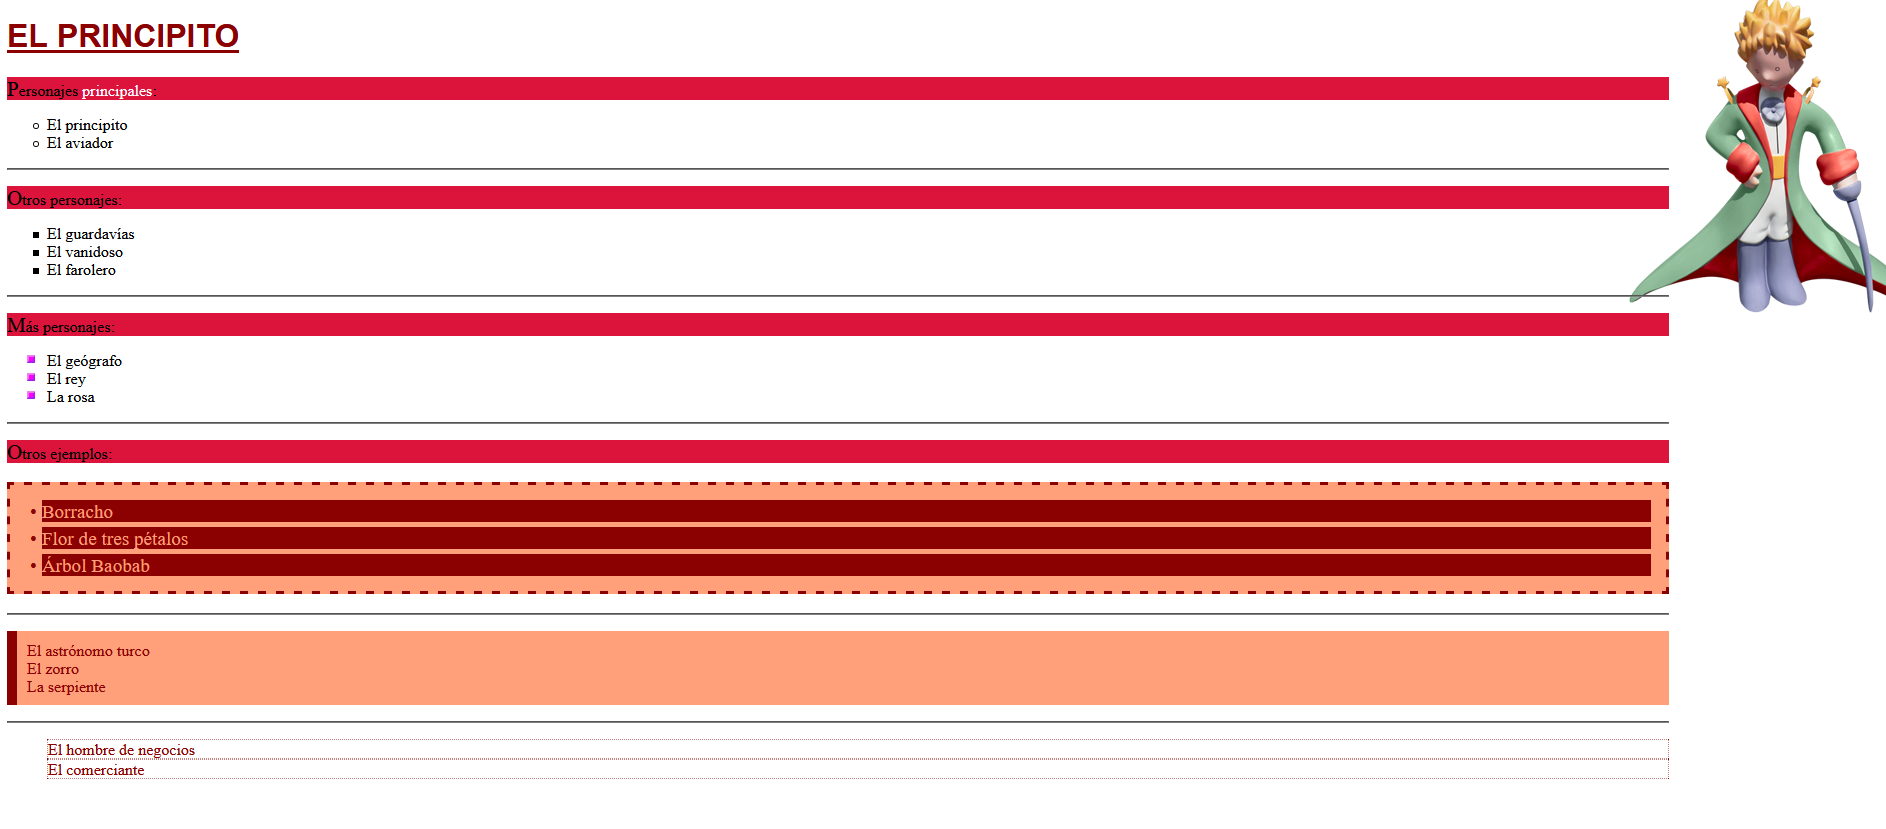 EL PRINCIPITO
Personajes principales:
El principito
El aviador
Otros personajes:
El guardavías
El vanidoso
El farolero
Más personajes:
El geógrafo
El rey
La rosa
Otros ejemplos:
Borracho
Flor de tres pétalos
Árbol Baobab
El astrónomo turco
El zorro
La serpiente
El hombre de negocios
El comerciante